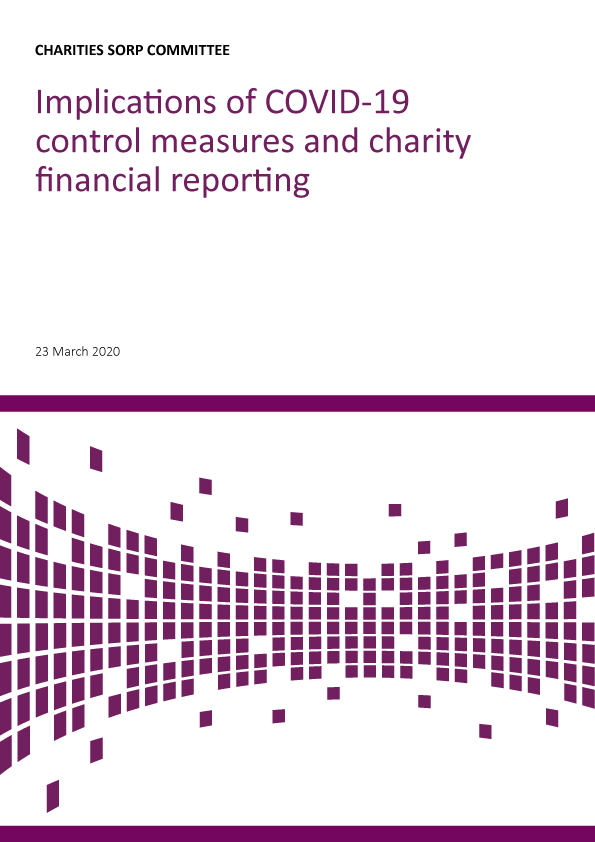 CHARITIES SORP COMMITTEE
Implications of COVID-19
control measures and charity
financial reporting
23 March 2020